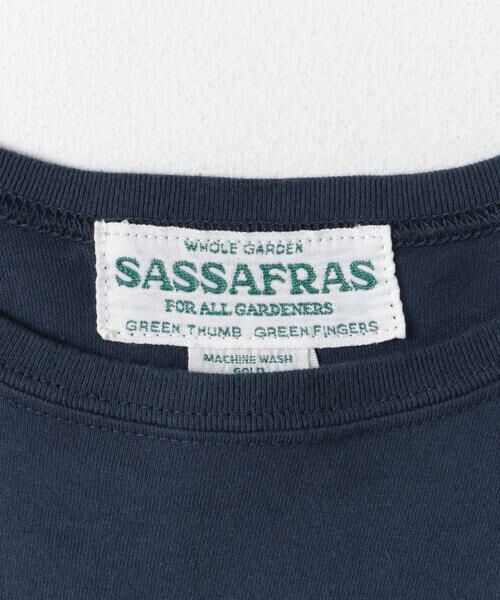 WHOLE GARDEN
SASSAFRAS
FOR ALL GARDENERS
GREEN THUMB GREEN FINGERS
MACHINE WASH